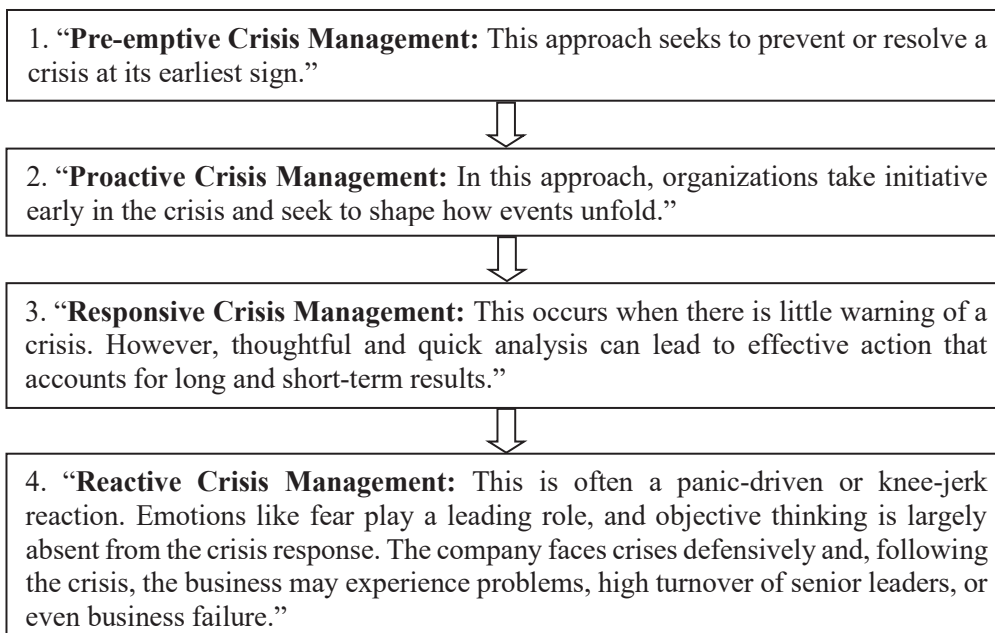 1. “Pre-emptive Crisis Management: This approach seeks to prevent or resolve a
crisis at its earliest sign.”
2. “Proactive Crisis Management: In this approach, organizations take initiative
early in the crisis and seek to shape how events unfold.”
3. “Responsive Crisis Management: This occurs when there is little warning of a
crisis. However, thoughtful and quick analysis can lead to effective action that
accounts for long and short-term results.”
4. “Reactive Crisis Management: This is often a panic-driven or knee-jerk
reaction. Emotions like fear play a leading role, and objective thinking is largely
absent from the crisis response. The company faces crises defensively and, following
the crisis, the business may experience problems, high turnover of senior leaders, or
even business failure.”